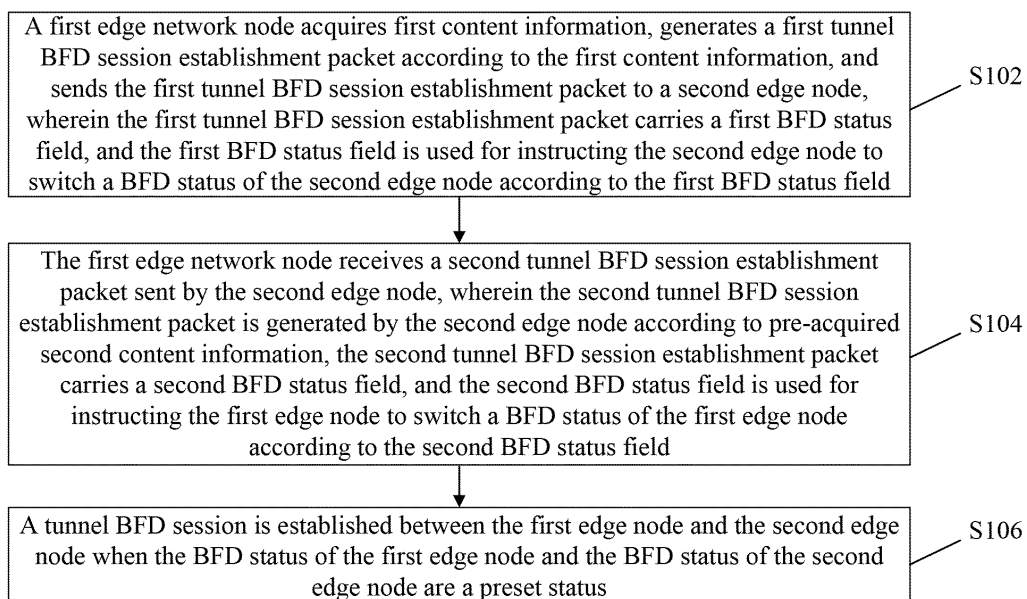 A first edge network node acquires first content information, generates a first tunnel
BFD session establishment packet according to the first content information, and
sends the first tunnel BFD session establishment packet to a second edge node,
wherein the first tunnel BFD session establishment packet carries a first BFD status
field, and the first BFD status field is used for instructing the second edge node to
switch a BFD status of the second edge node according to the first BFD status field
S102
The first edge network node receives a second tunnel BFD session establishment
packet sent by the second edge node, wherein the second tunnel BFD session
establishment packet is generated by the second edge node according to pre-acquired
second content information, the second tunnel BFD session establishment packet
carries a second BFD status field, and the second BFD status field is used for
instructing the first edge node to switch a BFD status of the first edge node
according to the second BFD status field
S104
A tunnel BFD session is established between the first edge node and the second edge
node when the BFD status of the first edge node and the BFD status of the second
edge node are a preset status
S106